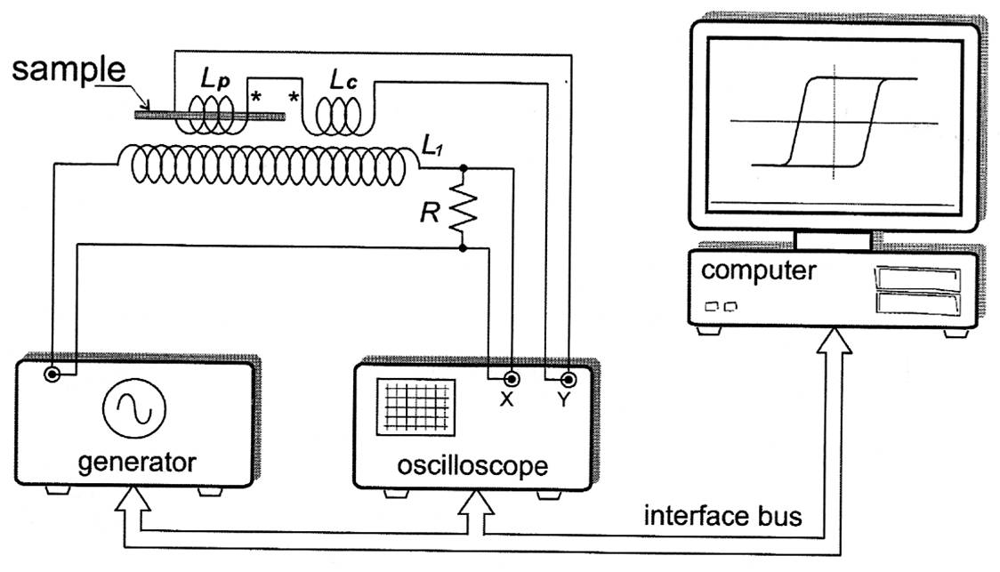 sample
Lp
*
*
Lc
L1
R
computer
X
Y
generator
oscilloscope
interface bus